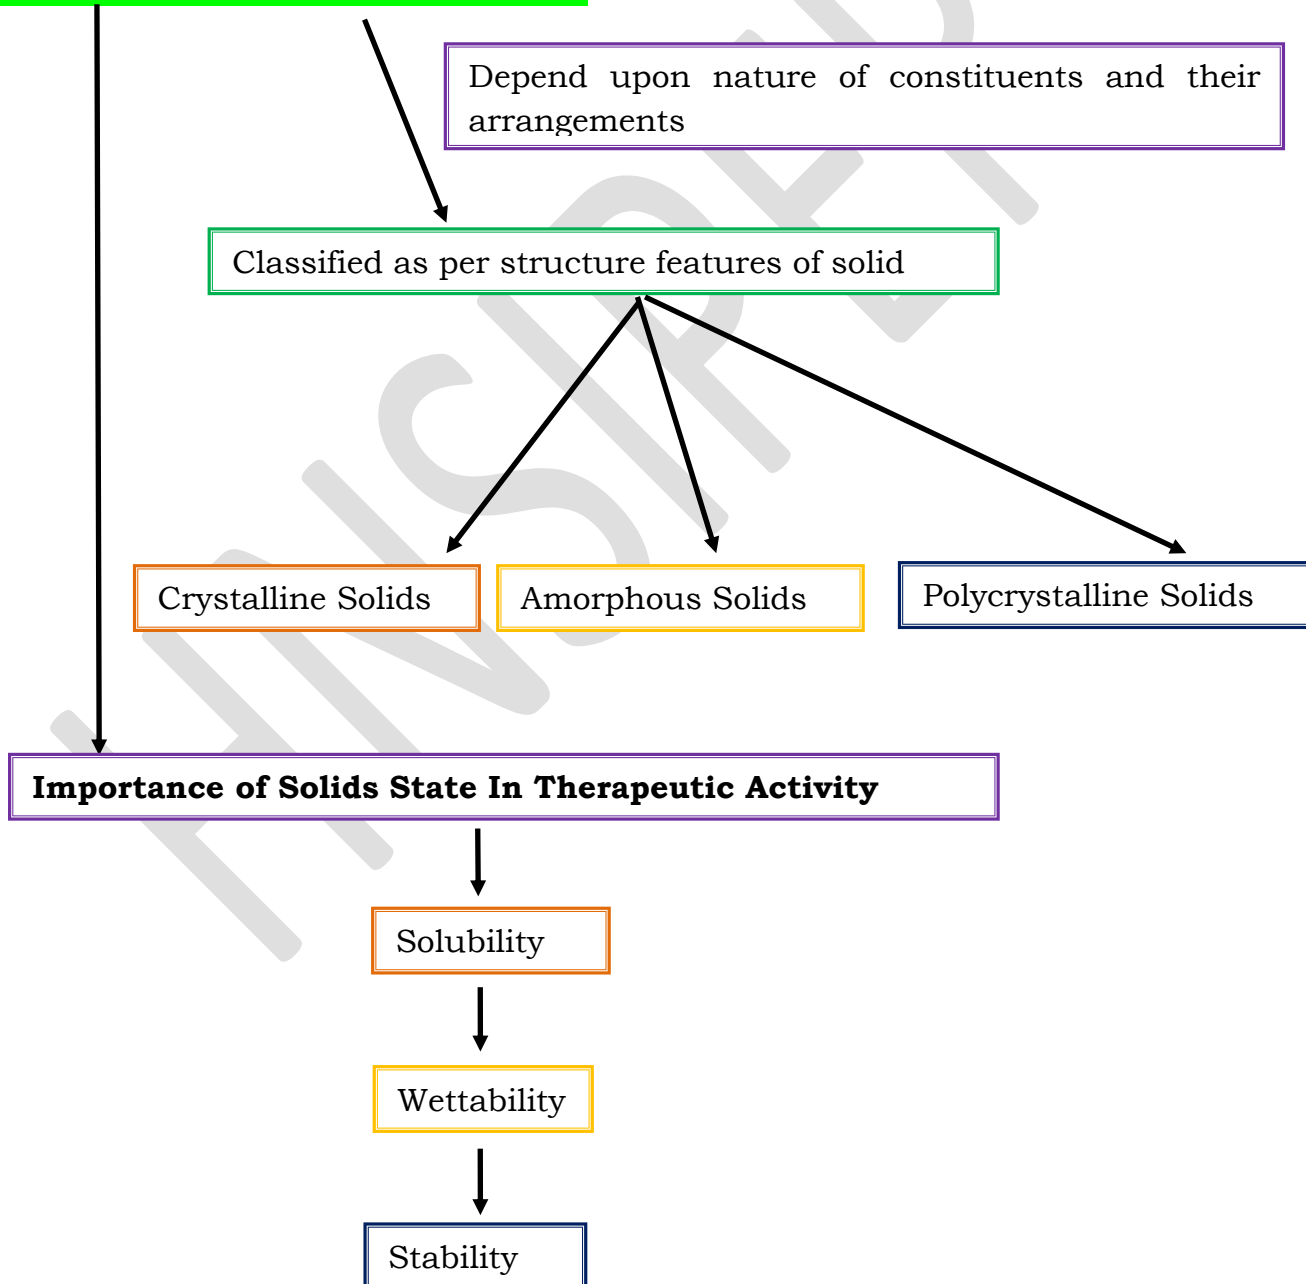 Depend upon nature of constituents and their
arrangements
Classified as per structure features of solid
Crystalline Solids
Amorphous Solids
Polycrystalline Solids
Importance of Solids State In Therapeutic Activity
Solubility
Wettability
Stability